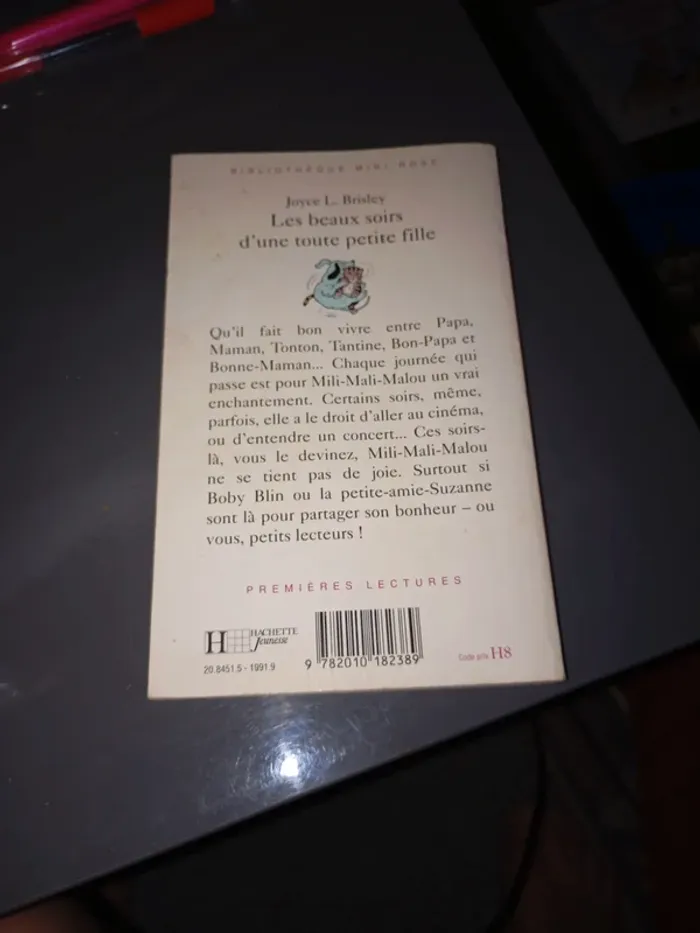 BIBLIOTHÈQUE MINI-ROSE
Joyce L. Brisley
Les beaux soirs
d'une toute petite fille
Qu'il fait bon vivre entre Papa,
Maman, Tonton, Tantine, Bon-Papa et
Bonne-Maman... Chaque journée qui
passe est pour Mili-Mali-Malou un vrai
enchantement. Certains soirs, même,
parfois, elle a le droit d'aller au cinéma,
ou d'entendre un concert... Ces soirs-
là, vous le devinez, Mili-Mali-Malou
ne se tient pas de joie. Surtout si
Boby Blin ou la petite-amie-Suzanne
sont là pour partager son bonheur – ou
vous, petits lecteurs !
PREMIÈRES LECTURES
H HACHETTE
Jeunesse
20.8451.5 - 1991.9
9 782010 182389
Code prix H8